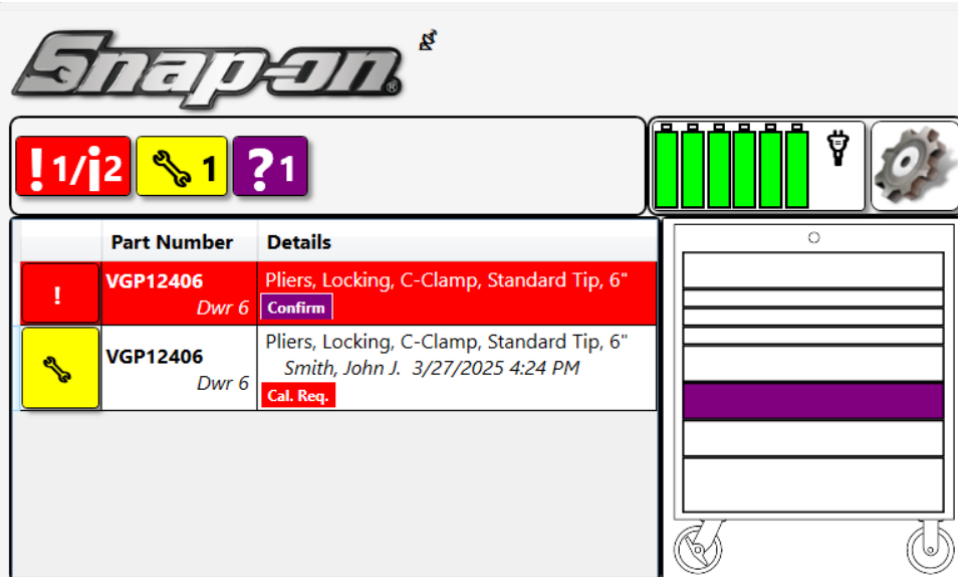 Snap-on®
!1/i2 1 ?1
Part Number Details
! VGP12406 Pliers, Locking, C-Clamp, Standard Tip, 6"
Dwr 6 Confirm
Pliers, Locking, C-Clamp, Standard Tip, 6"
VGP12406 Smith, John J. 3/27/2025 4:24 PM
Dwr 6 Cal. Req.